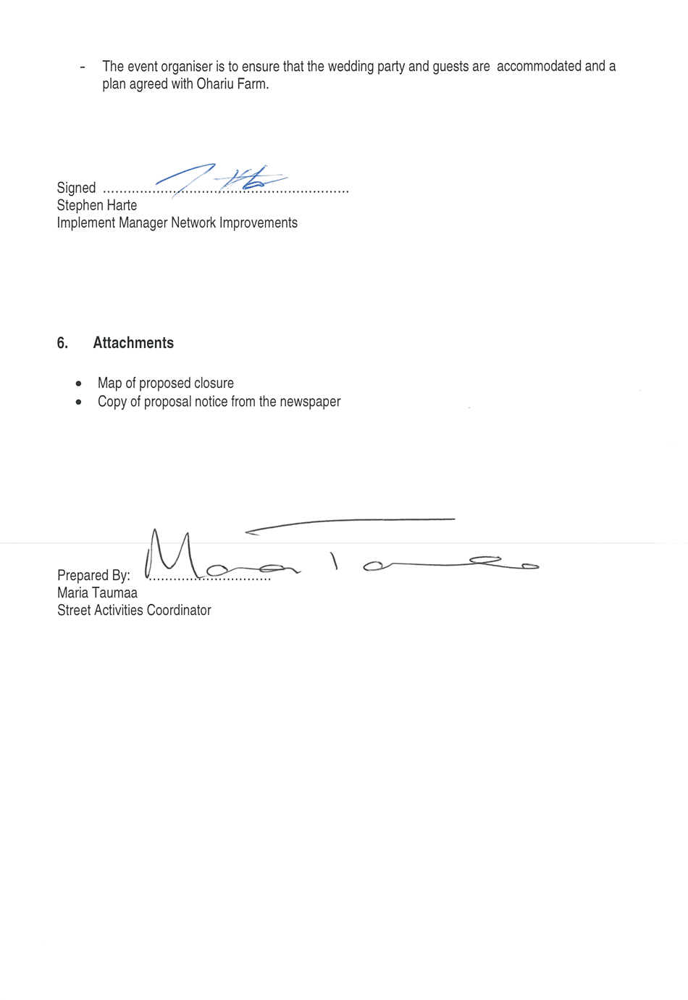 - The event organiser is to ensure that the wedding party and guests are accommodated and a
plan agreed with Ohariu Farm.
Signed ............................................................
Stephen Harte
Implement Manager Network Improvements
6. Attachments
• Map of proposed closure
• Copy of proposal notice from the newspaper
Prepared By: ..............................
Maria Taumaa
Street Activities Coordinator